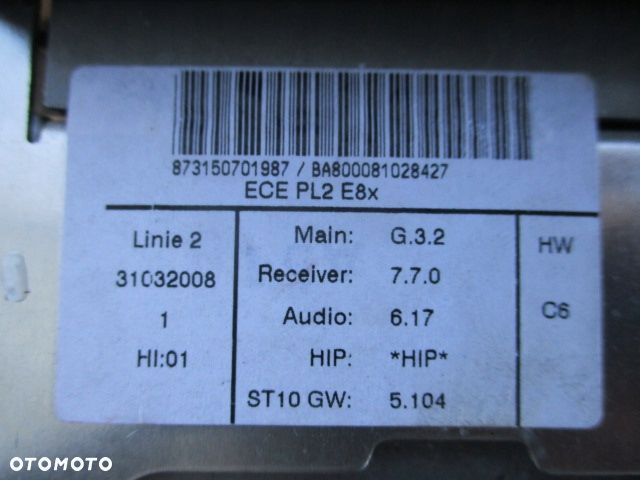 873150701987 / BA800081028427
ECE PL2 E8x
Linie 2
31032008
1
HI:01
Main: G.3.2
Receiver: 7.7.0
Audio: 6.17
HIP: *HIP*
ST10 GW: 5.104
HW
C6
OTOMOTO